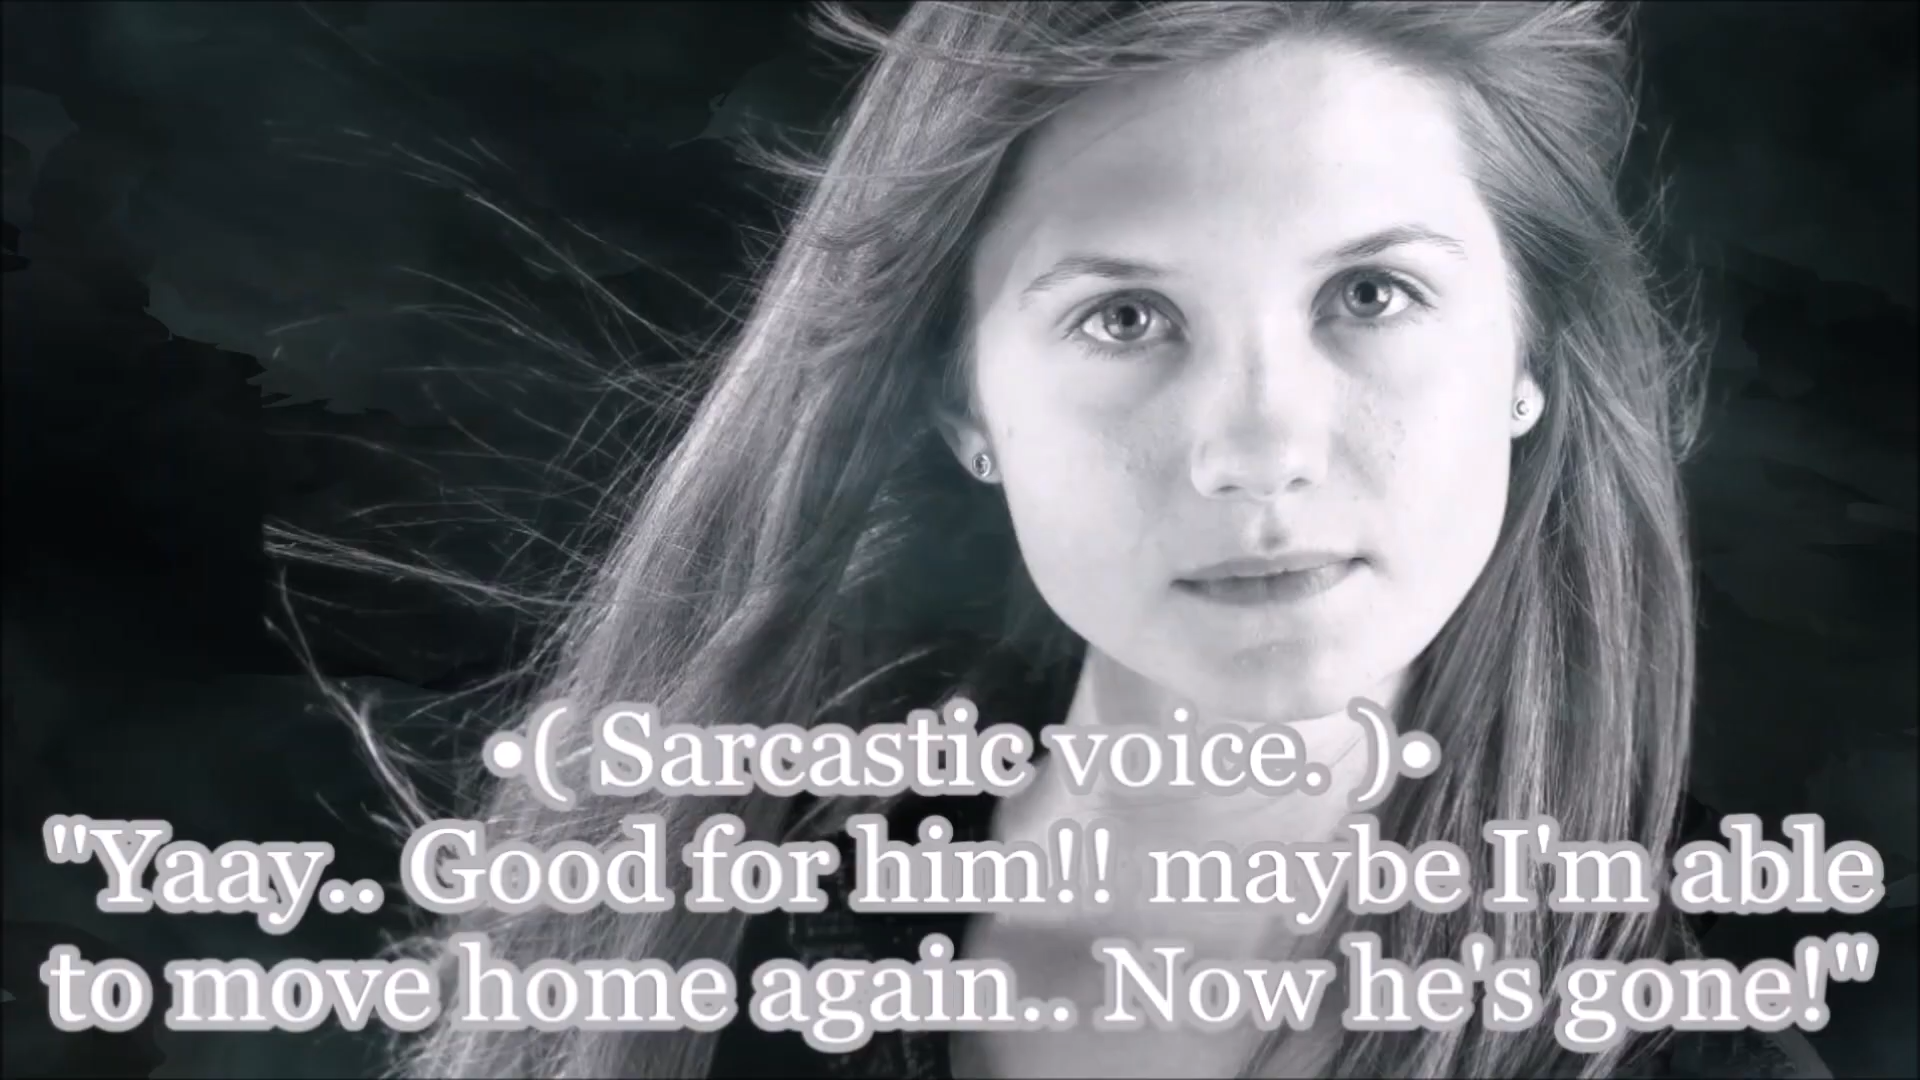 •( Sarcastic voice. )•
"Yaay.. Good for him!! maybe I'm able
to move home again.. Now he's gone!"